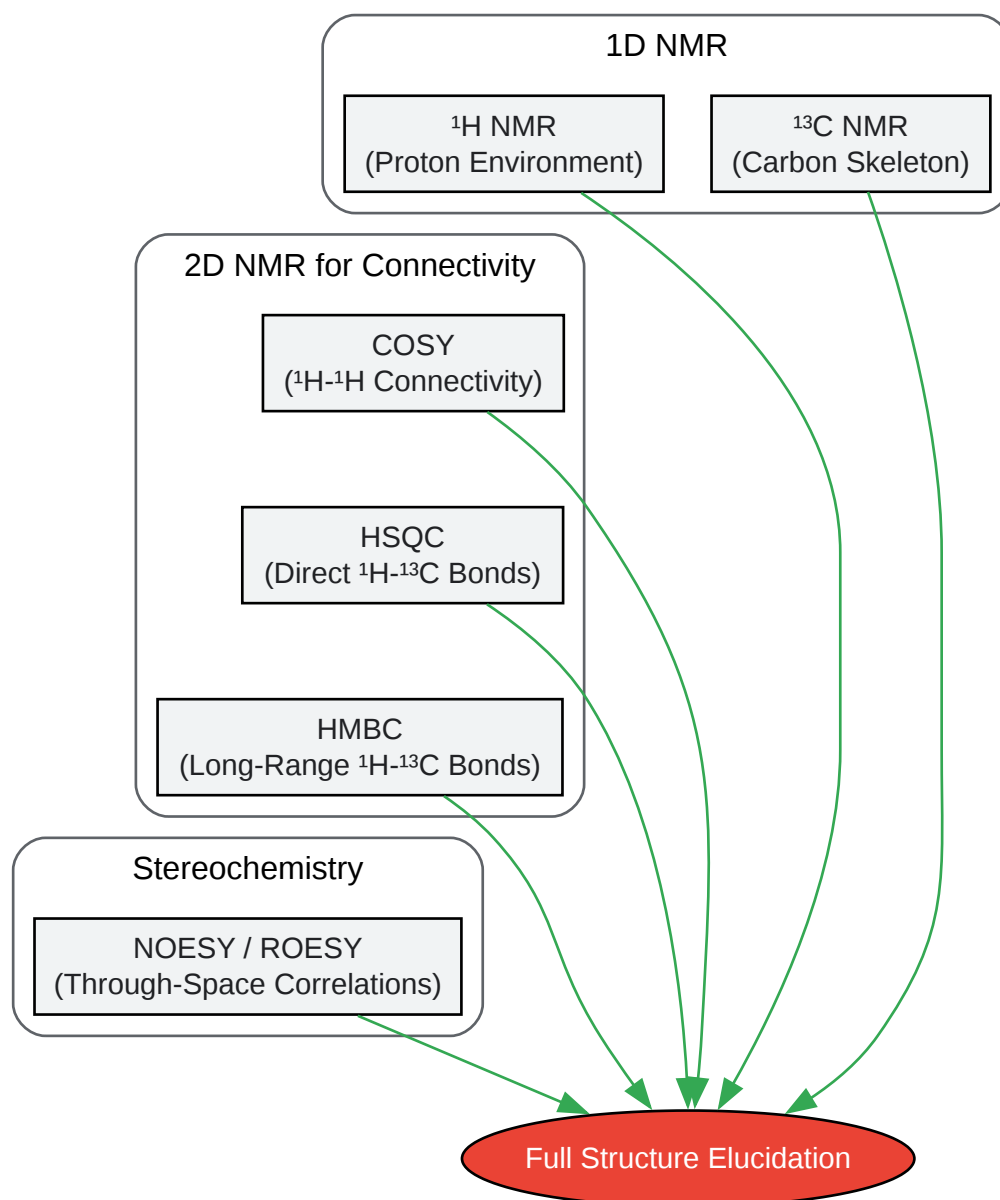 1D NMR
¹H NMR
(Proton Environment)
¹³C NMR
(Carbon Skeleton)
2D NMR for Connectivity
COSY
(¹H-¹H Connectivity)
HSQC
(Direct ¹H-¹³C Bonds)
HMBC
(Long-Range ¹H-¹³C Bonds)
Stereochemistry
NOESY / ROESY
(Through-Space Correlations)
Full Structure Elucidation